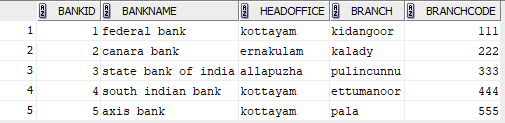 BANKID BANKNAME HEADOFFICE BRANCH BRANCHCODE
1 1 federal bank kottayam kidangoor 111
2 2 canara bank ernakulam kalady 222
3 3 state bank of india allapuzha pulincunnu 333
4 4 south indian bank kottayam ettumanoor 444
5 5 axis bank kottayam pala 555